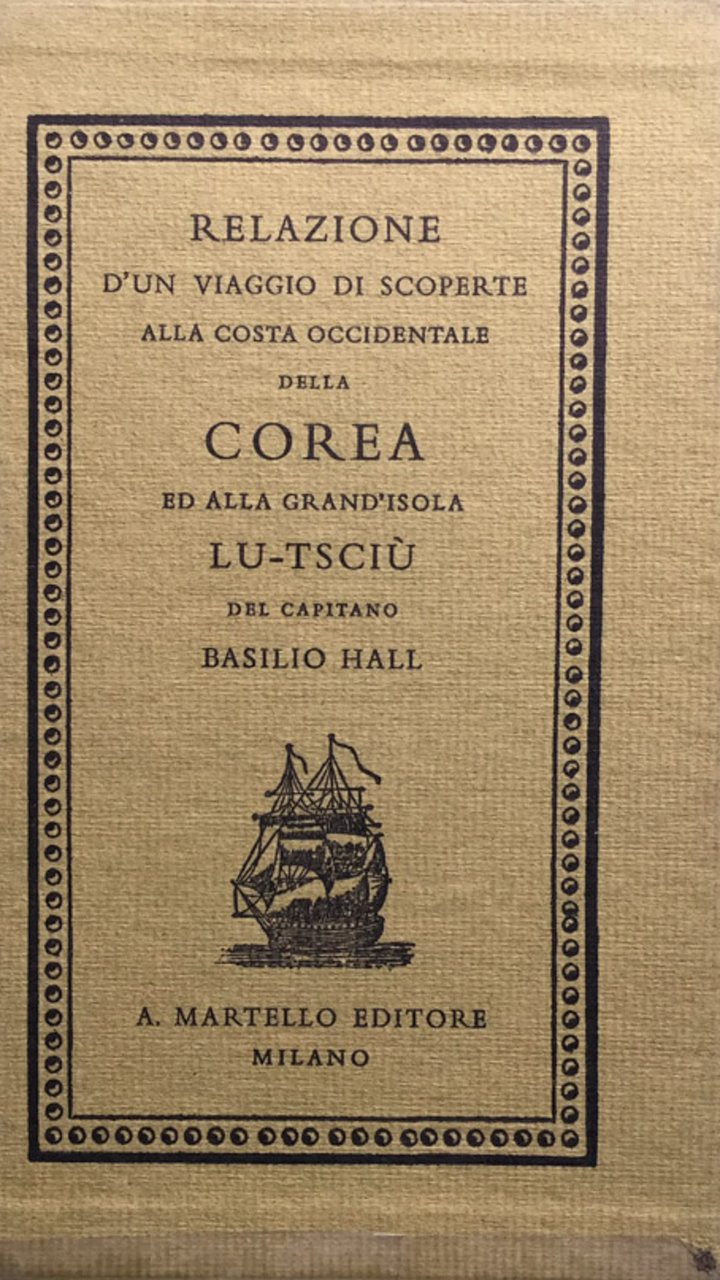 RELAZIONE
D'UN VIAGGIO DI SCOPERTE
ALLA COSTA OCCIDENTALE
DELLA
COREA
ED ALLA GRAND'ISOLA
LU-TSCIÙ
DEL CAPITANO
BASILIO HALL
A. MARTELLO EDITORE
MILANO